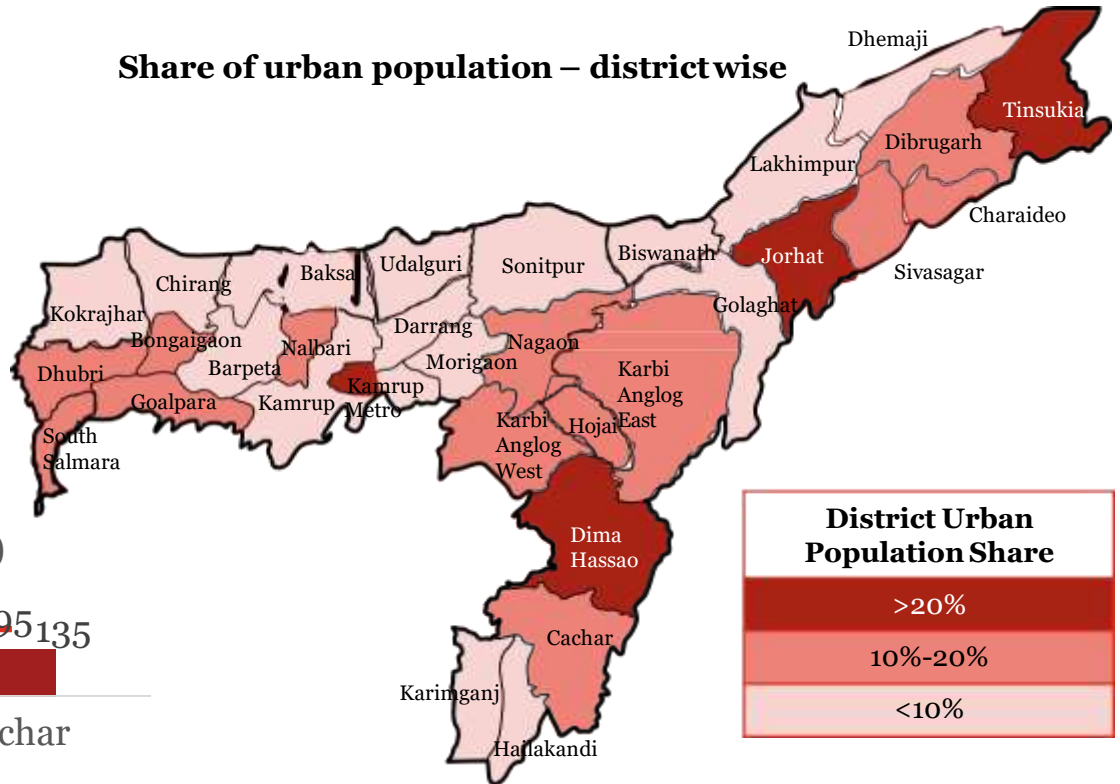 Share of urban population – districtwise
Dhemaji
Tinsukia
Dibrugarh
Lakhimpur
Charaideo
Jorhat
Sivasagar
Biswanath
Sonitpur
Udalguri
Baksa
Chirang
Kokrajhar
Golaghat
Darrang
Bongaigaon
Nalbari
Nagaon
Morigaon
Barpeta
Dhubri
Karbi
Anglog
East
Kamrup
Metro
Goalpara
Kamrup
Karbi
Anglog
West
Hojai
South
Salmara
Dima
Hassao
District Urban
Population Share
>20%
10%-20%
<10%
95
135
Cachar
Karimganj
char
Hailakandi